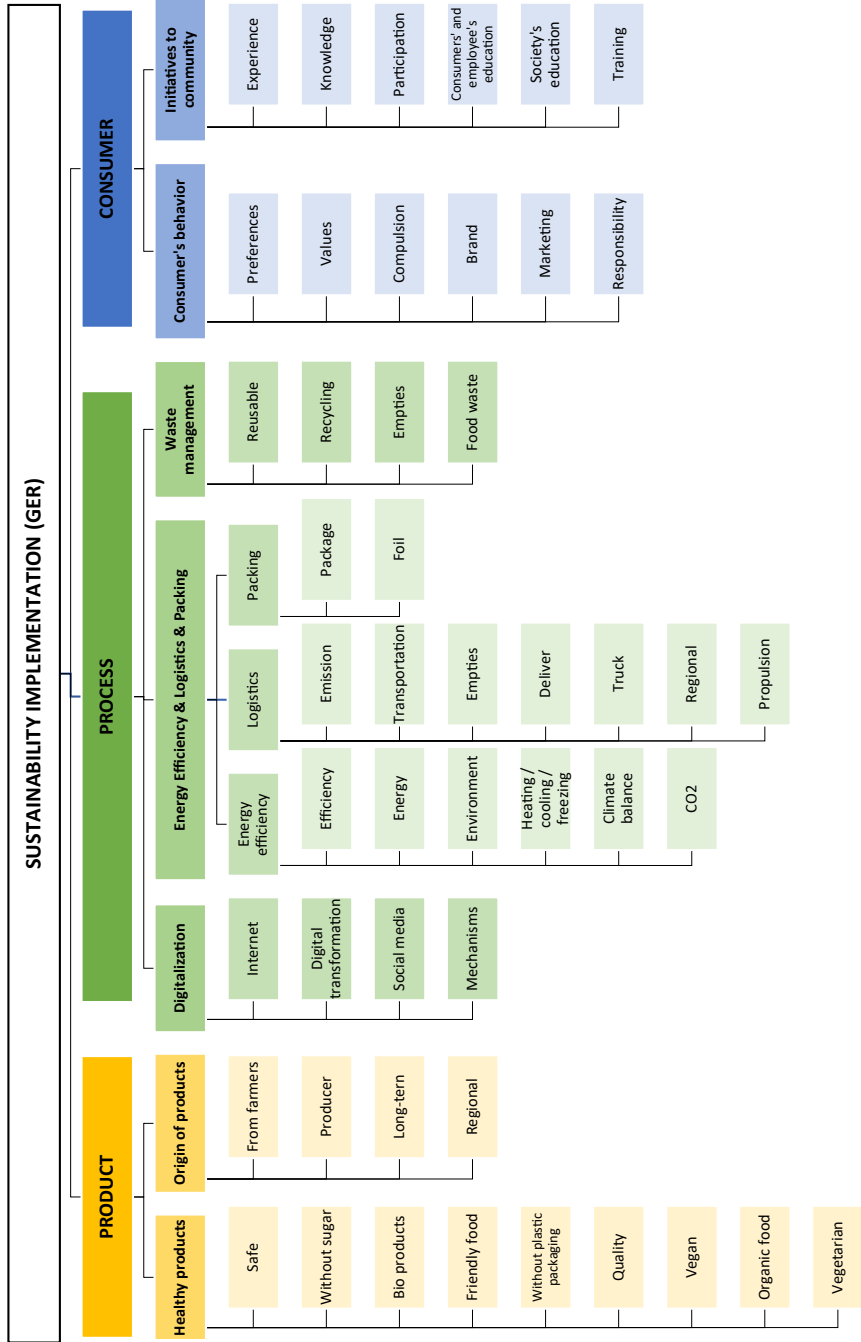 SUSTAINABILITY IMPLEMENTATION (GER)
PRODUCT
Healthy products
Safe
Without sugar
Bio products
Friendly food
Without plastic
packaging
Quality
Vegan
Organic food
Vegetarian
Origin of products
From farmers
Producer
Long-tern
Regional
PROCESS
Digitalization
Internet
Digital
transformation
Social media
Mechanisms
Energy Efficiency & Logistics & Packing
Energy
efficiency
Efficiency
Energy
Environment
Heating /
cooling /
freezing
Climate
balance
CO2
Logistics
Emission
Transportation
Empties
Deliver
Truck
Regional
Propulsion
Packing
Package
Foil
Waste
management
Reusable
Recycling
Empties
Food waste
CONSUMER
Consumer's behavior
Preferences
Values
Compulsion
Brand
Marketing
Responsibility
Initiatives to
community
Experience
Knowledge
Participation
Consumers' and
employee's
education
Society's
education
Training